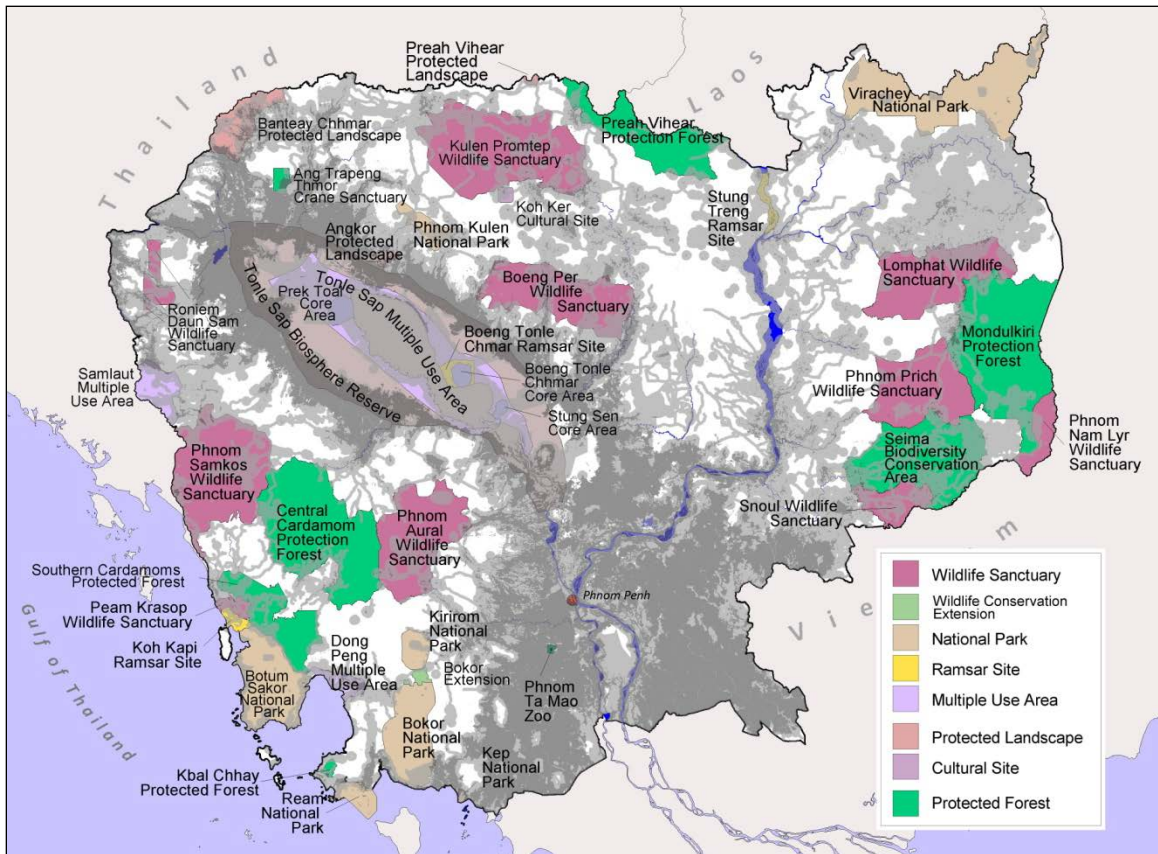 Thailand
Laos
Preah Vihear
Protected
Landscape
Virachey
National Park
Banteay Chhmar
Protected Landscape
Kulen Promtep
Wildlife Sanctuary
Preah Vihear
Protection Forest
Ang Trapeng
Thmor
Crane Sanctuary
Koh Ker
Cultural Site
Stung
Treng
Ramsar
Site
Phnom Kulen
National Park
Angkor
Protected
Landscape
Boeng Per
Wildlife
Sanctuary
Lomphat Wildlife
Sanctuary
Tonle Sap Mutiple Use Area
Prek Toal
Core
Area
Tonle Sap Biosphere Reserve
Roniem
Daun Sam
Wildlife
Sanctuary
Boeng Tonle
Chmar Ramsar Site
Boeng Tonle
Chhmar
Core Area
Stung Sen
Core Area
Mondulkiri
Protection
Forest
Samlaut
Multiple
Use Area
Phnom Prich
Wildlife Sanctuary
Phnom
Nam Lyr
Wildlife
Sanctuary
Phnom
Samkos
Wildlife
Sanctuary
Seima
Biodiversity
Conservation
Area
Central
Cardamom
Protection
Forest
Phnom
Aural
Wildlife
Sanctuary
Snoul Wildlife
Sanctuary
Southern Cardamoms
Protected Forest
Peam Krasop
Wildlife Sanctuary
Koh Kapi
Ramsar Site
Phnom Penh
Kirirom
National
Park
Dong
Peng
Multiple
Use Area
Bokor
Extension
Phnom
Ta Mao
Zoo
Botum
Sakor
National
Park
Bokor
National
Park
Kep
National
Park
Kbal Chhay
Protected Forest
Ream
National
Park
Gulf of Thailand
Vie m
Wildlife Sanctuary
Wildlife Conservation
Extension
National Park
Ramsar Site
Multiple Use Area
Protected Landscape
Cultural Site
Protected Forest